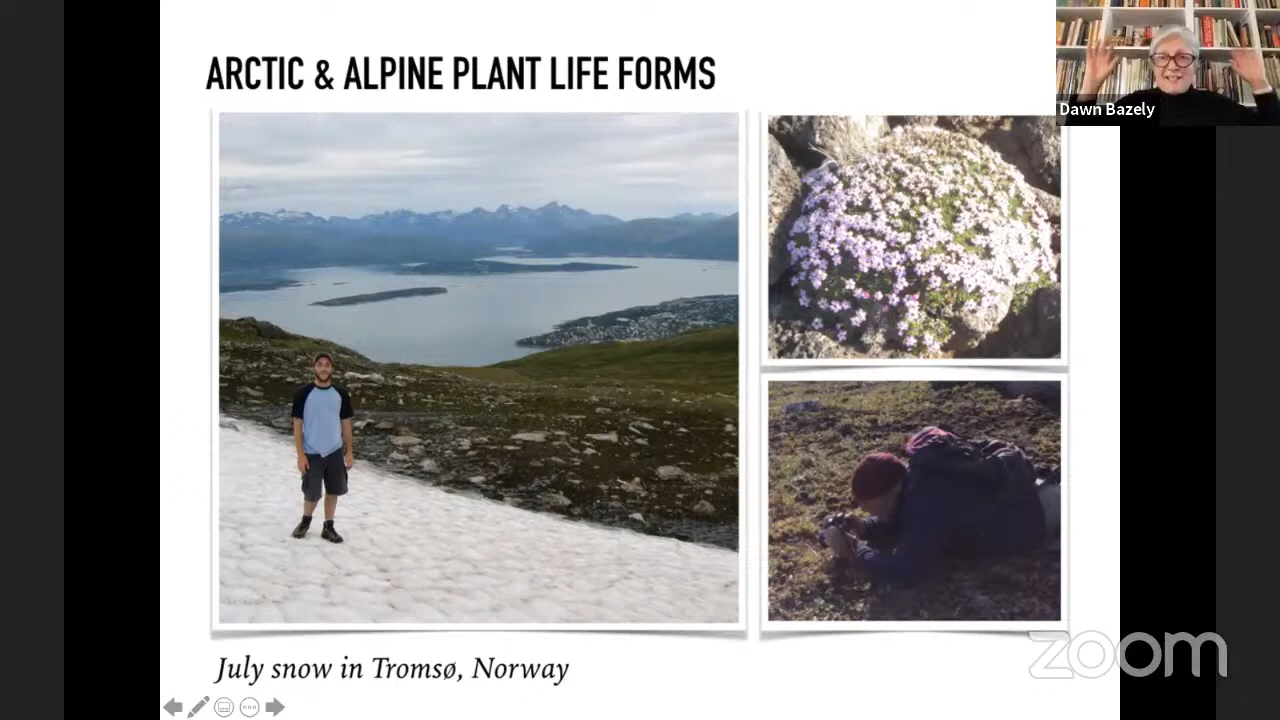 ARCTIC & ALPINE PLANT LIFE FORMS
Dawn Bazely
July snow in Tromsø, Norway
zoom